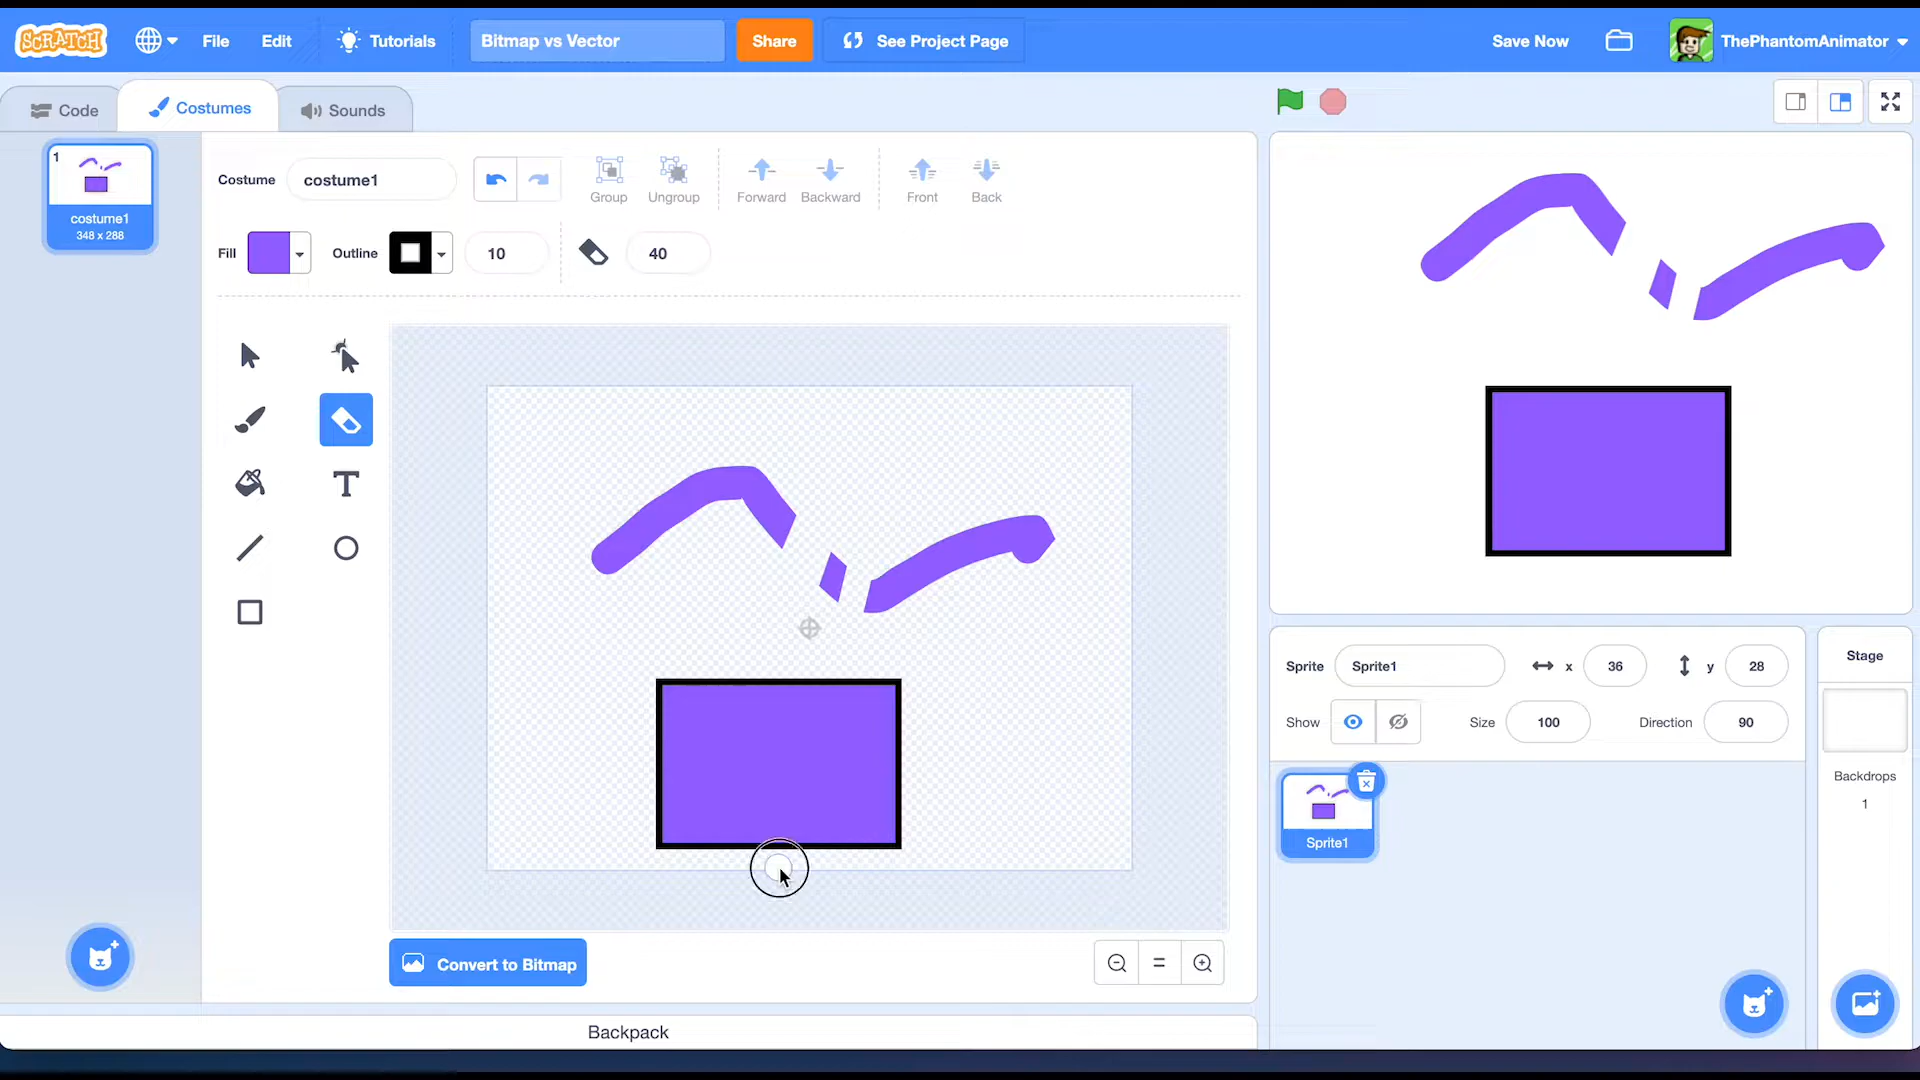 SCRATCH File Edit Tutorials Bitmap vs Vector Share See Project Page Save Now ThePhantomAnimator
Code Costumes Sounds
1
costume1
348 x 288
Costume costume1 Group Ungroup Forward Backward Front Back
Fill Outline 10 40
T
Convert to Bitmap =
Backpack
Sprite Sprite1 x 36 y 28
Show Size 100 Direction 90
Sprite1
Stage
Backdrops
1